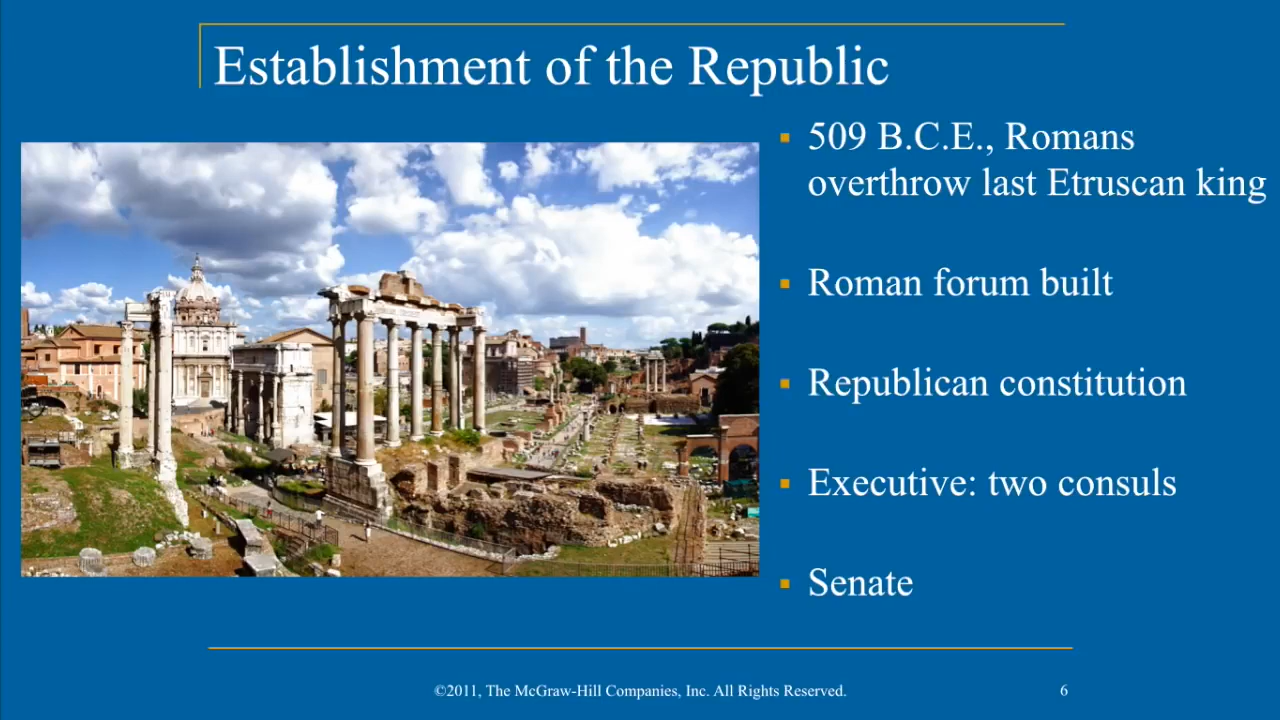 Establishment of the Republic
509 B.C.E., Romans
overthrow last Etruscan king
Roman forum built
Republican constitution
Executive: two consuls
Senate
©2011, The McGraw-Hill Companies, Inc. All Rights Reserved.
6